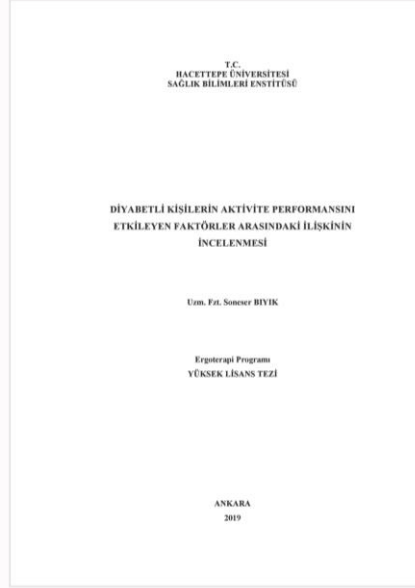 T.C.
HACETTEPE ÜNİVERSİTESİ
SAĞLIK BİLİMLERİ ENSTİTÜSÜ
DİYABETLİ KİŞİLERİN AKTİVİTE PERFORMANSINI
ETKİLEYEN FAKTÖRLER ARASINDAKİ İLİŞKİNİN
İNCELENMESİ
Uzm. Fzt. Soneser BIYIK
Ergoterapi Programı
YÜKSEK LİSANS TEZİ
ANKARA
2019